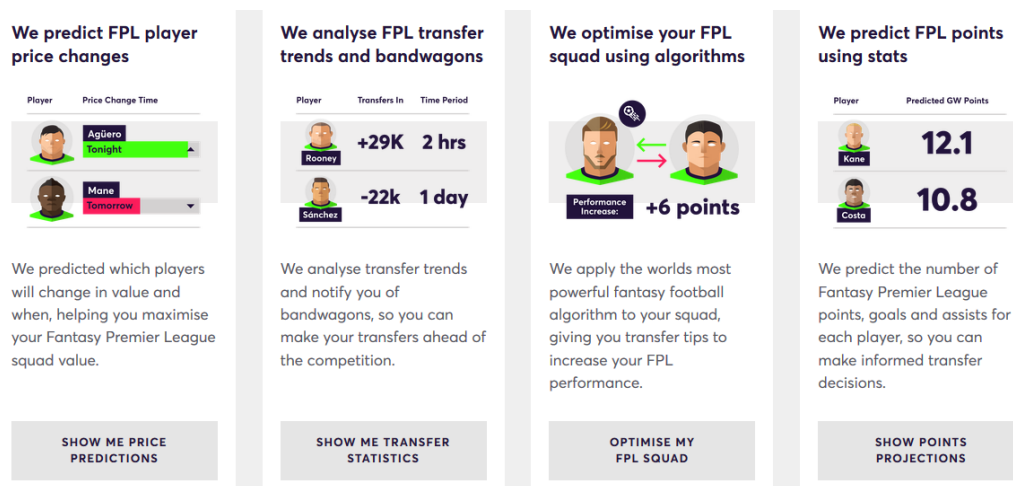 We predict FPL player
price changes
Player Price Change Time
Agüero
Tonight
Mane
Tomorrow
We predicted which players
will change in value and
when, helping you maximise
your Fantasy Premier League
squad value.
SHOW ME PRICE
PREDICTIONS
We analyse FPL transfer
trends and bandwagons
Player Transfers In Time Period
Rooney
+29K 2 hrs
Sánchez
-22k 1 day
We analyse transfer trends
and notify you of
bandwagons, so you can
make your transfers ahead of
the competition.
SHOW ME TRANSFER
STATISTICS
We optimise your FPL
squad using algorithms
Performance
Increase:
+6 points
We apply the worlds most
powerful fantasy football
algorithm to your squad,
giving you transfer tips to
increase your FPL
performance.
OPTIMISE MY
FPL SQUAD
We predict FPL points
using stats
Player Predicted GW Points
Kane
12.1
Costa
10.8
We predict the number of
Fantasy Premier League
points, goals and assists for
each player, so you can
make informed transfer
decisions.
SHOW POINTS
PROJECTIONS